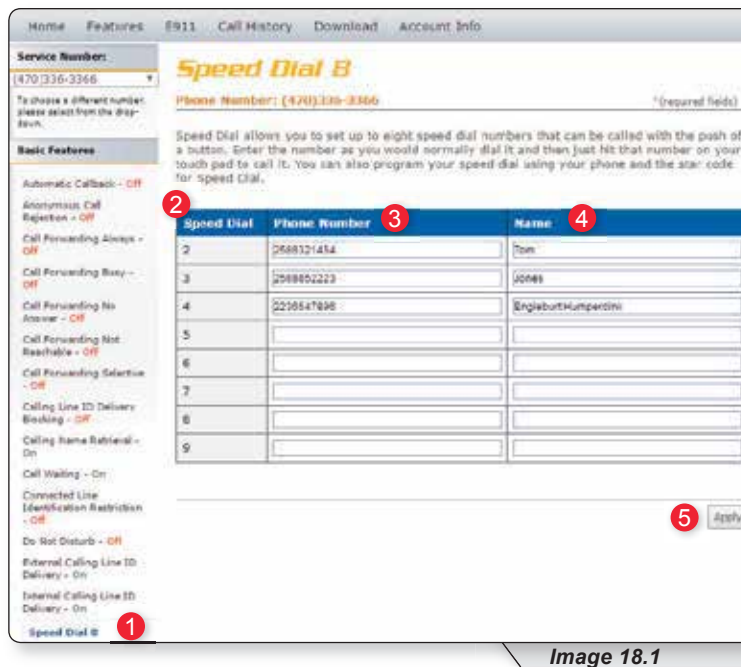 Home Features E911 Call History Download Account Info
Service Number:
(470)336-3366
To choose a different number, please select from the drop-down.
Basic Features
Automatic Callback - Off
Anonymous Call
Rejection - Off
Call Forwarding Always -
Off
Call Forwarding Busy -
Off
Call Forwarding No
Answer - Off
Call Forwarding Not
Reachable - Off
Call Forwarding Selective
- Off
Calling Line ID Delivery
Blocking - Off
Calling Name Retrieval -
On
Call Waiting - On
Connected Line
Identification Restriction
- Off
Do Not Disturb - Off
External Calling Line ID
Delivery - On
Internal Calling Line ID
Delivery - On
Speed Dial 8
1
Speed Dial 8
Phone Number: (470)336-3366
*(required fields)
Speed Dial allows you to set up to eight speed dial numbers that can be called with the push of
a button. Enter the number as you would normally dial it and then just hit that number on your
touch pad to call it. You can also program your speed dial using your phone and the star code
for Speed Dial.
2 3 4
Speed Dial Phone Number Name
2 Tom
3 Jones
4 EngleburtHumperdink
5
6
7
8
9
5 Apply
Image 18.1